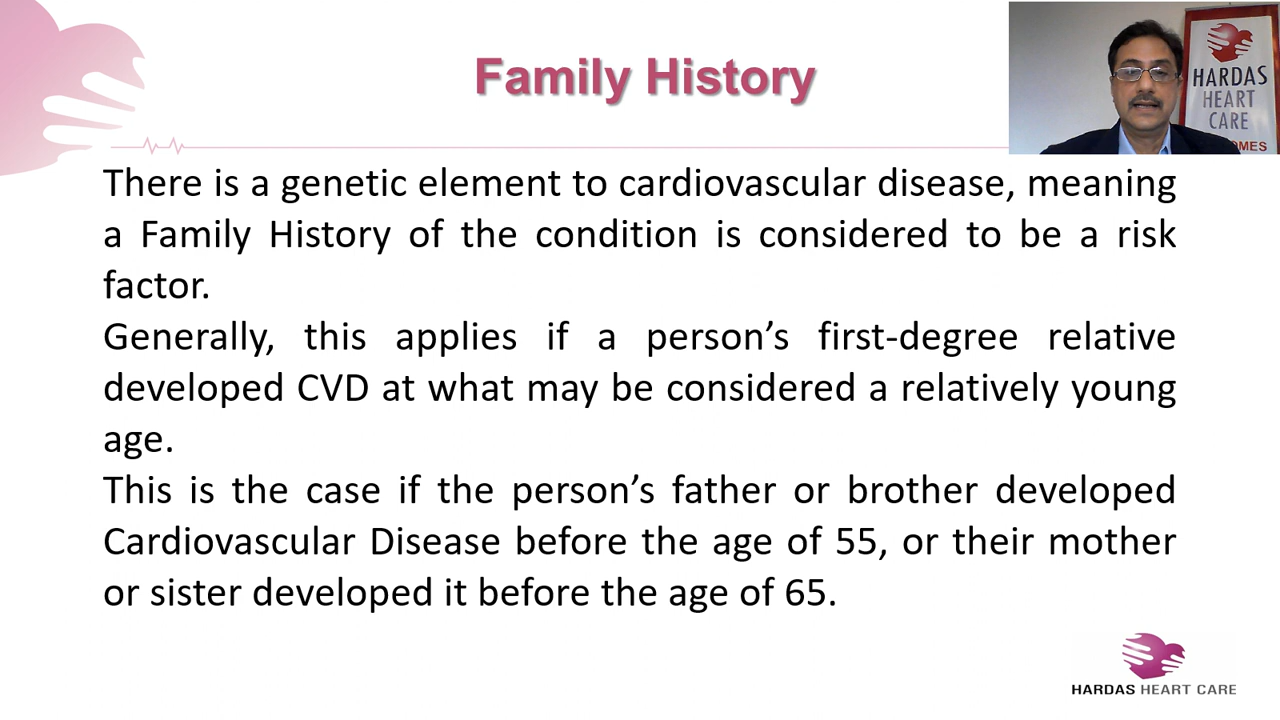 Family History
HARDAS
HEART
CARE
OMES
There is a genetic element to cardiovascular disease, meaning
a Family History of the condition is considered to be a risk
factor.
Generally, this applies if a person’s first-degree relative
developed CVD at what may be considered a relatively young
age.
This is the case if the person’s father or brother developed
Cardiovascular Disease before the age of 55, or their mother
or sister developed it before the age of 65.
HARDAS HEART CARE